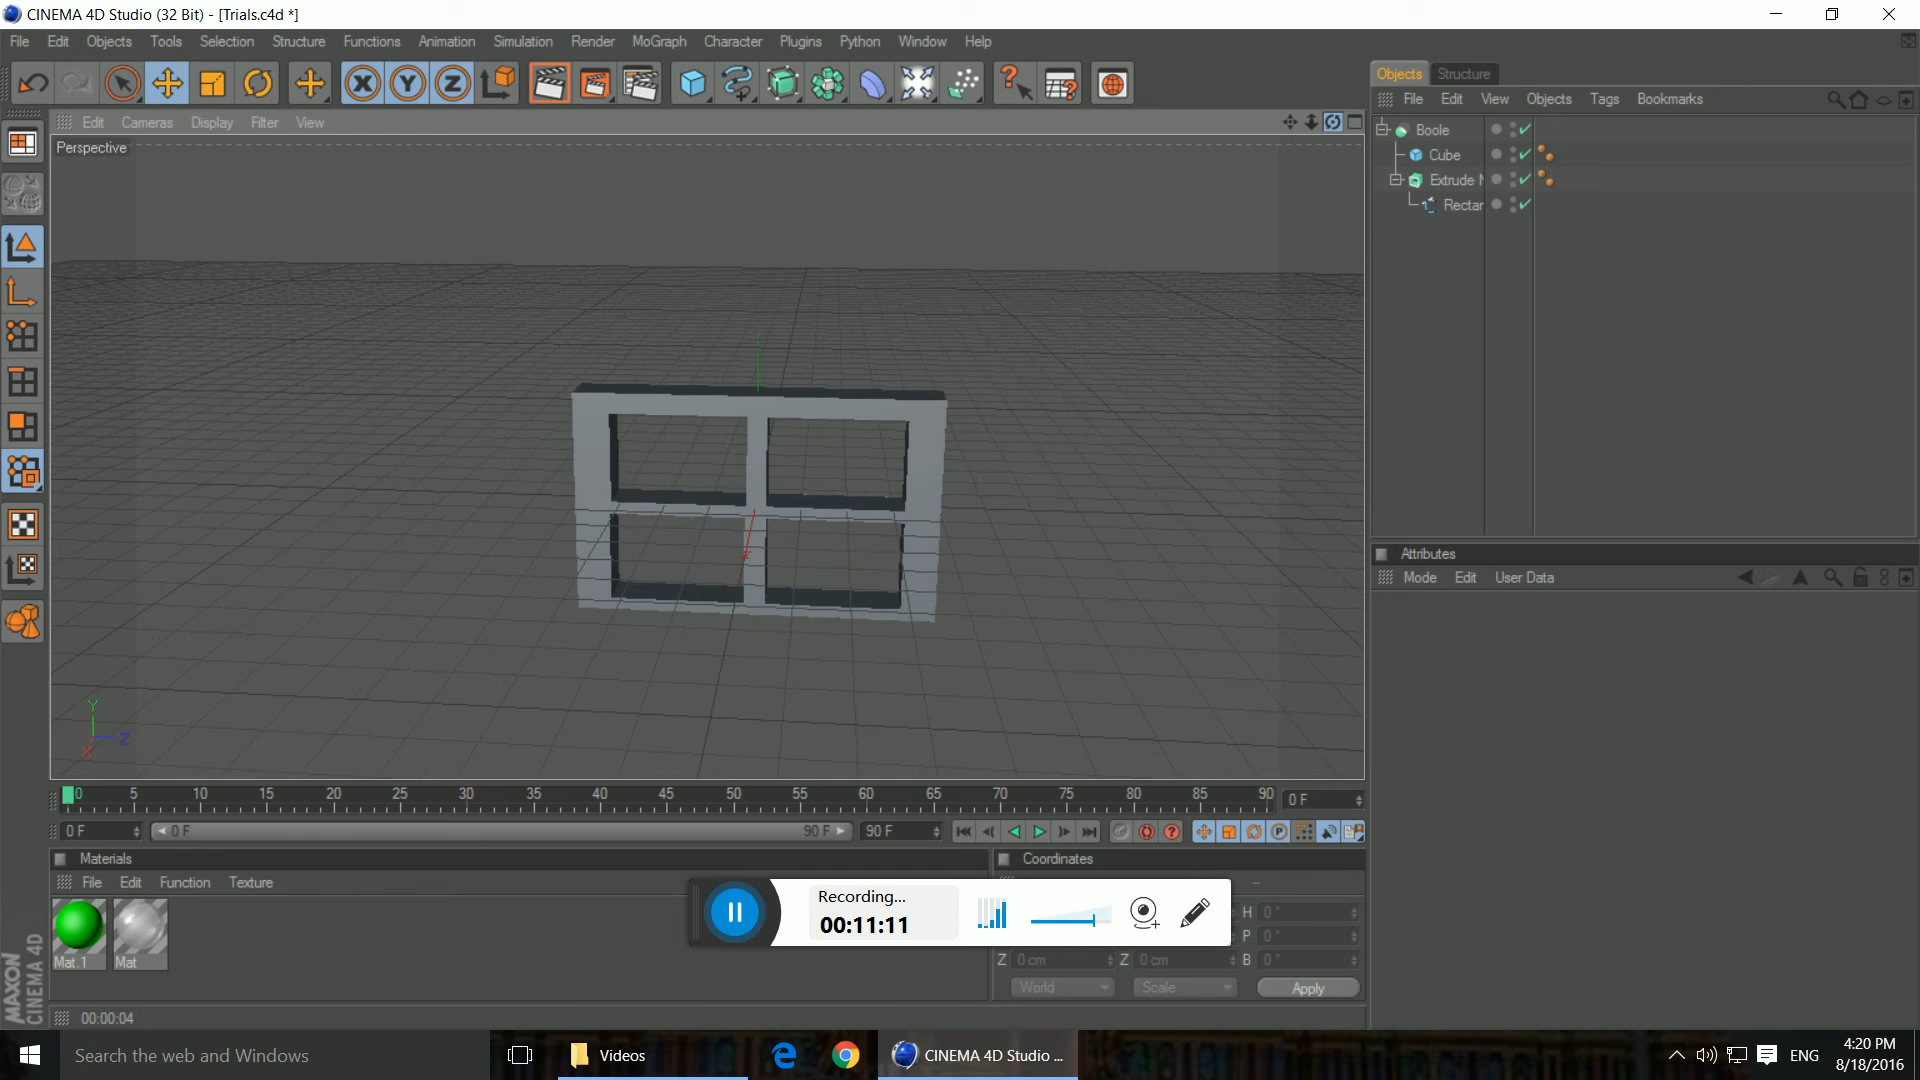 CINEMA 4D Studio (32 Bit) - [Trials.c4d *]
File Edit Objects Tools Selection Structure Functions Animation Simulation Render MoGraph Character Plugins Python Window Help
Objects Structure
File Edit View Objects Tags Bookmarks
Edit Cameras Display Filter View
Perspective
Boole
Cube
Extrude N
Rectan
Attributes
Mode Edit User Data
Y
Z
X
0 5 10 15 20 25 30 35 40 45 50 55 60 65 70 75 80 85 90 0 F
0 F 0 F 90 F 90 F
Materials
File Edit Function Texture
Mat.1 Mat
Coordinates
Recording...
00:11:11
H 0 °
P 0 °
Z 0 cm Z 0 cm B 0 °
World Scale Apply
MAXON
CINEMA 4D
00:00:04
Search the web and Windows
Videos
CINEMA 4D Studio ...
ENG
4:20 PM
8/18/2016